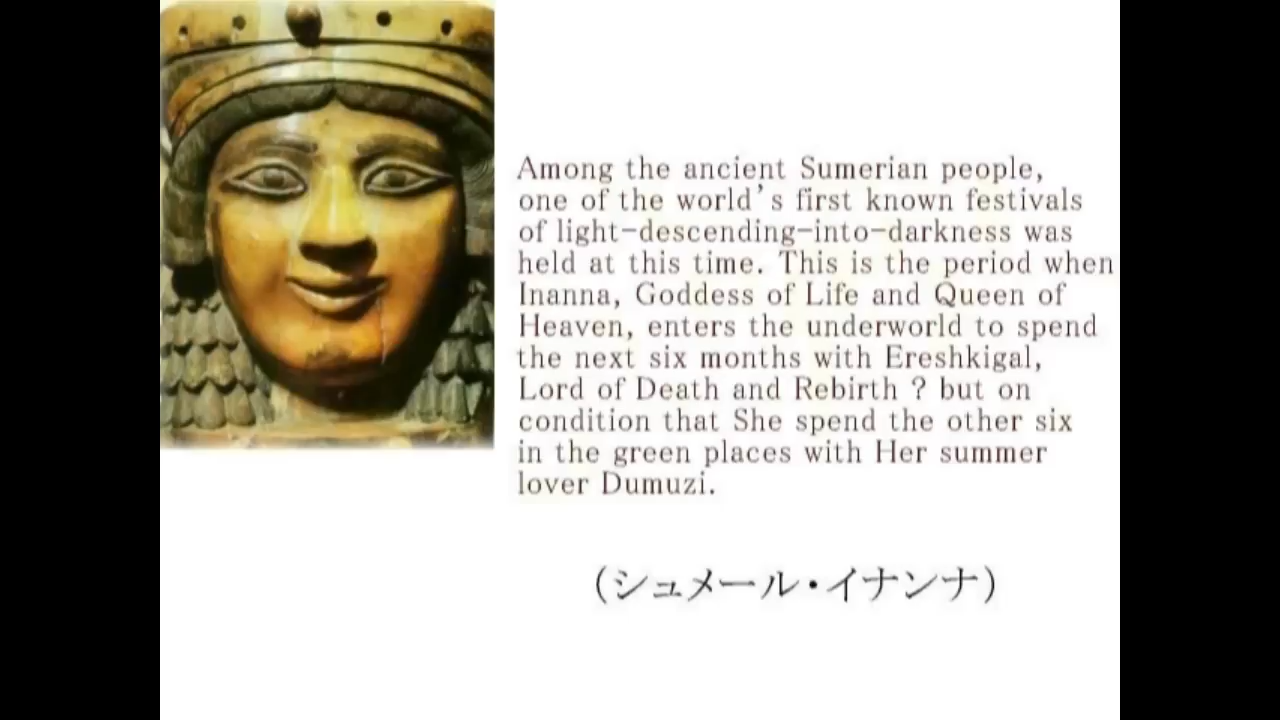 Among the ancient Sumerian people,
one of the world's first known festivals
of light-descending-into-darkness was
held at this time. This is the period when
Inanna, Goddess of Life and Queen of
Heaven, enters the underworld to spend
the next six months with Ereshkigal,
Lord of Death and Rebirth ? but on
condition that She spend the other six
in the green places with Her summer
lover Dumuzi.
(シュメール・イナンナ)